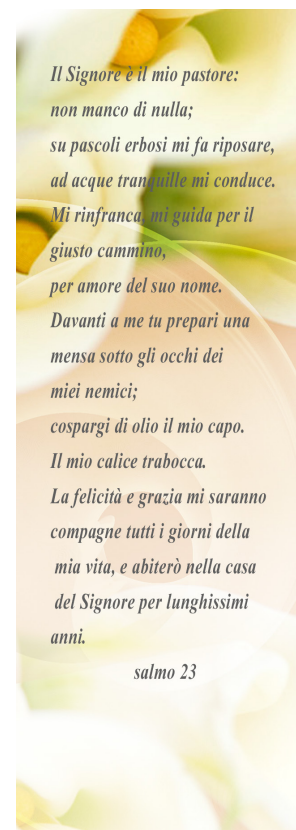 Il Signore è il mio pastore:
non manco di nulla;
su pascoli erbosi mi fa riposare,
ad acque tranquille mi conduce.
Mi rinfranca, mi guida per il
giusto cammino,
per amore del suo nome.
Davanti a me tu prepari una
mensa sotto gli occhi dei
miei nemici;
cospargi di olio il mio capo.
Il mio calice trabocca.
La felicità e grazia mi saranno
compagne tutti i giorni della
mia vita, e abiterò nella casa
del Signore per lunghissimi
anni.
salmo 23